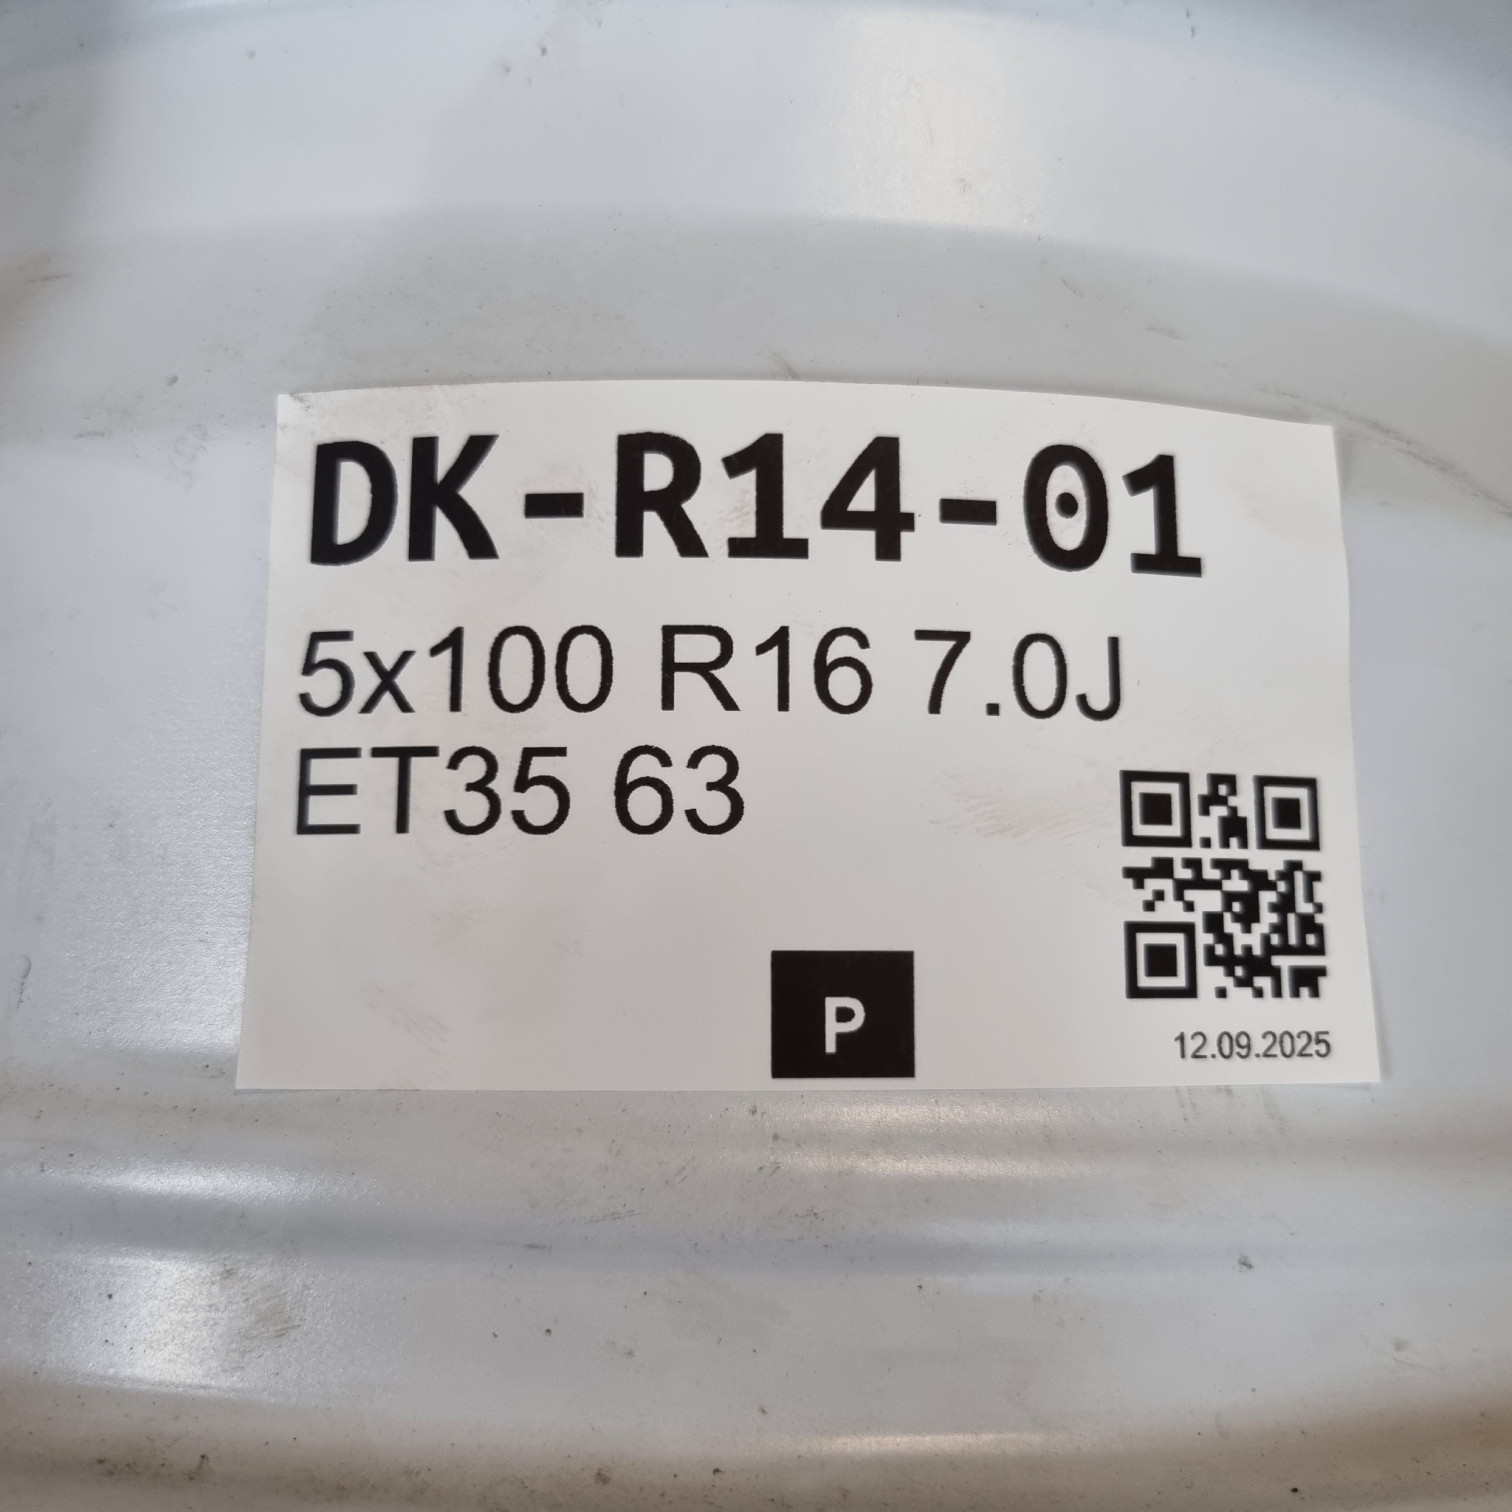 DK-R14-01
5x100 R16 7.0J
ET35 63
P
12.09.2025